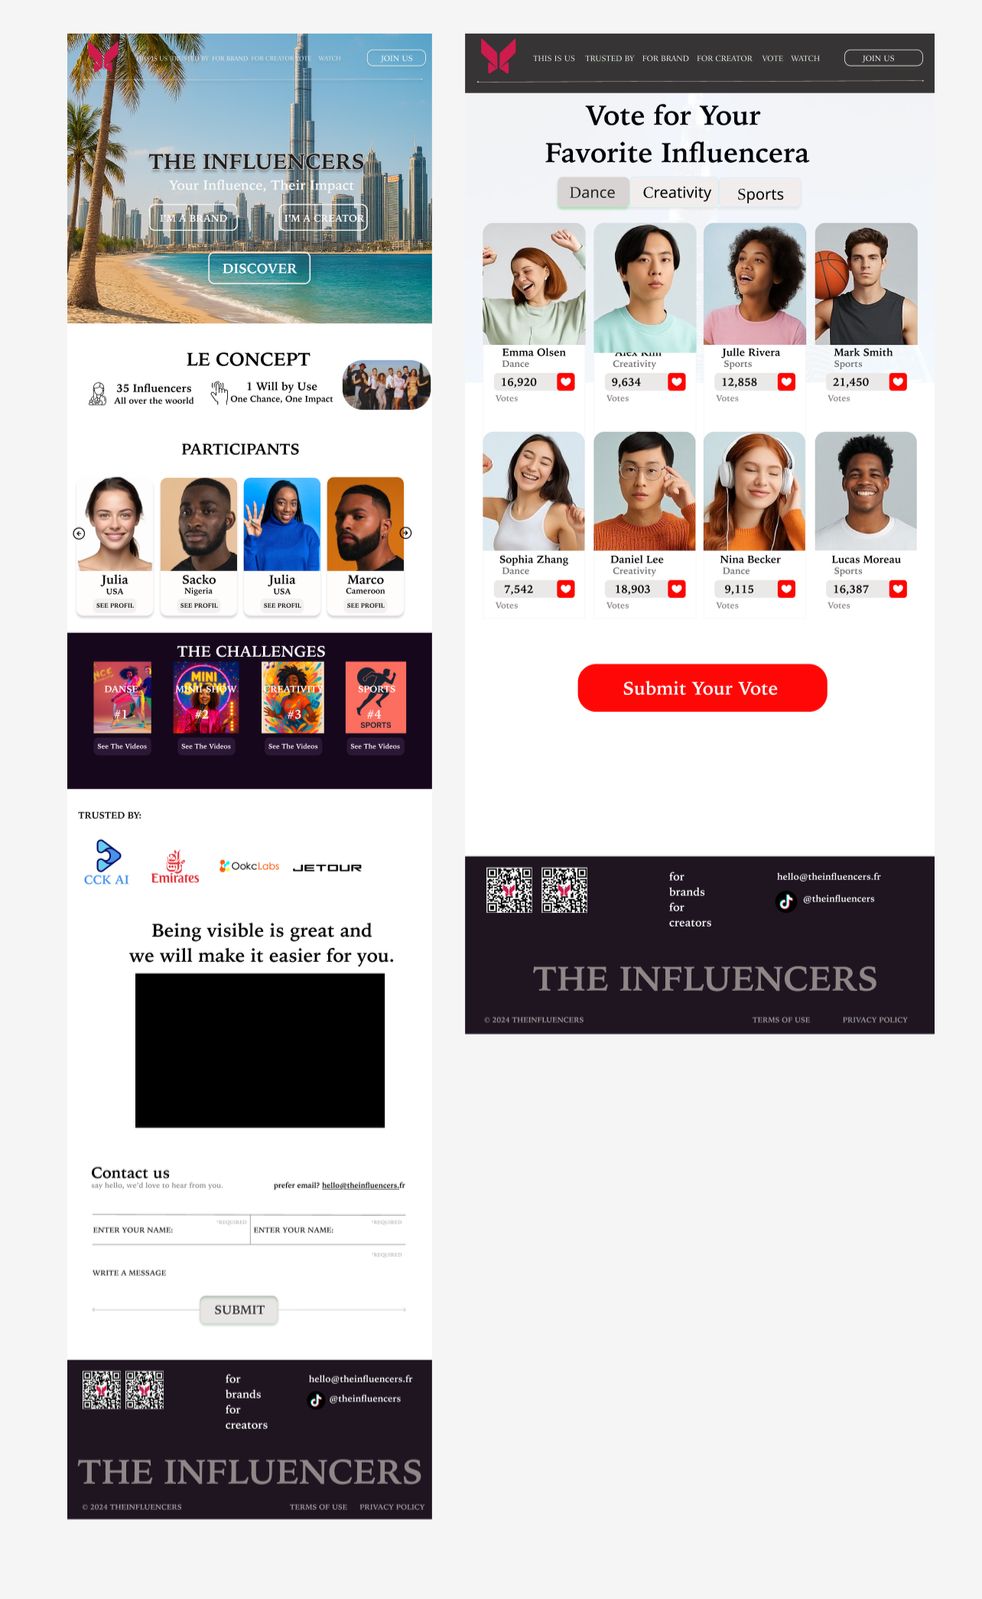 THIS IS US TRUSTED BY FOR BRAND FOR CREATOR VOTE WATCH JOIN US
THE INFLUENCERS
Your Influence, Their Impact
I'M A BRAND I'M A CREATOR
DISCOVER
LE CONCEPT
35 Influencers
All over the woorld
1 Will by Use
One Chance, One Impact
PARTICIPANTS
Julia
USA
SEE PROFIL
Sacko
Nigeria
SEE PROFIL
Julia
USA
SEE PROFIL
Marco
Cameroon
SEE PROFIL
THE CHALLENGES
DANSE
#1
See The Videos
MINI
MINI-SHOW
#2
See The Videos
CREATIVITY
#3
See The Videos
SPORTS
#4
SPORTS
See The Videos
TRUSTED BY:
CCK AI
Emirates
OokcLabs
JETOUR
Being visible is great and
we will make it easier for you.
Contact us
say hello, we'd love to hear from you.
prefer email? hello@theinfluencers.fr
*REQUIRED
ENTER YOUR NAME:
*REQUIRED
ENTER YOUR NAME:
*REQUIRED
WRITE A MESSAGE
SUBMIT
for
brands
for
creators
hello@theinfluencers.fr
@theinfluencers
THE INFLUENCERS
© 2024 THEINFLUENCERS
TERMS OF USE PRIVACY POLICY
THIS IS US TRUSTED BY FOR BRAND FOR CREATOR VOTE WATCH JOIN US
Vote for Your
Favorite Influencera
Dance Creativity Sports
Emma Olsen
Dance
16,920
Votes
Alex Kim
Creativity
9,634
Votes
Julle Rivera
Sports
12,858
Votes
Mark Smith
Sports
21,450
Votes
Sophia Zhang
Dance
7,542
Votes
Daniel Lee
Creativity
18,903
Votes
Nina Becker
Dance
9,115
Votes
Lucas Moreau
Sports
16,387
Votes
Submit Your Vote
for
brands
for
creators
hello@theinfluencers.fr
@theinfluencers
THE INFLUENCERS
© 2024 THEINFLUENCERS
TERMS OF USE PRIVACY POLICY